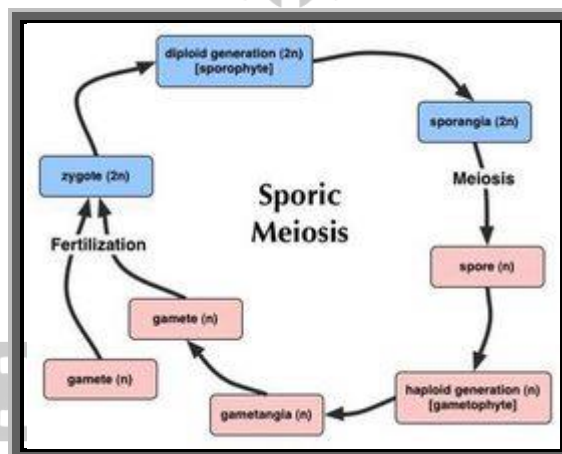 diploid generation (2n)
[sporophyte]
sporangia (2n)
zygote (2n)
Meiosis
Sporic
Meiosis
Fertilization
spore (n)
gamete (n)
gamete (n)
haploid generation (n)
[gametophyte]
gametangia (n)